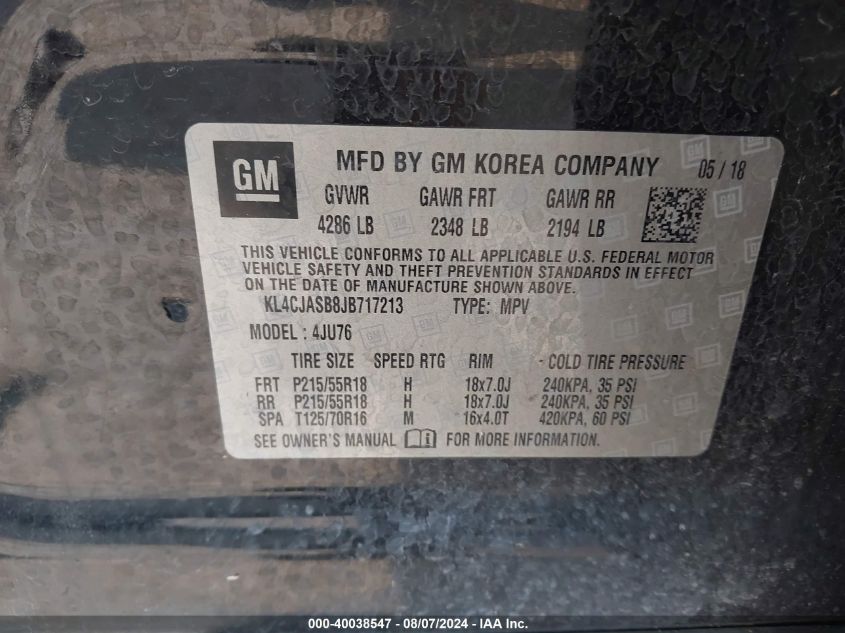 GM
MFD BY GM KOREA COMPANY 05 / 18
GVWR GAWR FRT GAWR RR
4286 LB 2348 LB 2194 LB
THIS VEHICLE CONFORMS TO ALL APPLICABLE U.S. FEDERAL MOTOR
VEHICLE SAFETY AND THEFT PREVENTION STANDARDS IN EFFECT
ON THE DATE OF MANUFACTURE SHOWN ABOVE.
KL4CJASB8JB717213 TYPE: MPV
MODEL : 4JU76
TIRE SIZE SPEED RTG RIM COLD TIRE PRESSURE
FRT P215/55R18 H 18x7.0J 240KPA, 35 PSI
RR P215/55R18 H 18x7.0J 240KPA, 35 PSI
SPA T125/70R16 M 16x4.0T 420KPA, 60 PSI
SEE OWNER'S MANUAL FOR MORE INFORMATION.
000-40038547 - 08/07/2024 - Copyright © 2024 IAA, Inc.